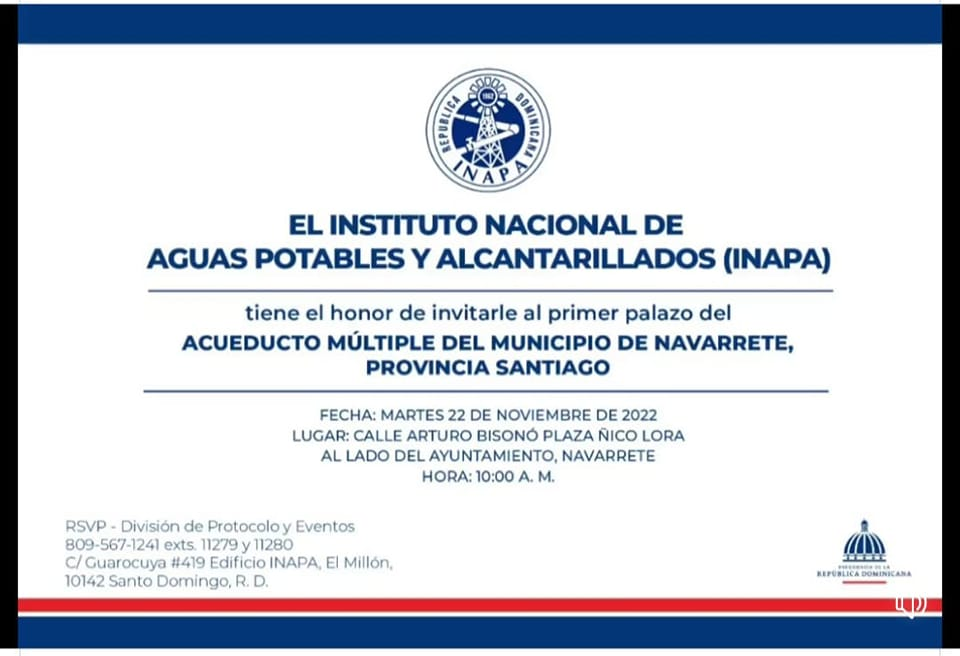 REPÚBLICA DOMINICANA
1962
INAPA
EL INSTITUTO NACIONAL DE
AGUAS POTABLES Y ALCANTARILLADOS (INAPA)
tiene el honor de invitarle al primer palazo del
ACUEDUCTO MÚLTIPLE DEL MUNICIPIO DE NAVARRETE,
PROVINCIA SANTIAGO
FECHA: MARTES 22 DE NOVIEMBRE DE 2022
LUGAR: CALLE ARTURO BISONÓ PLAZA ÑICO LORA
AL LADO DEL AYUNTAMIENTO, NAVARRETE
HORA: 10:00 A. M.
RSVP - División de Protocolo y Eventos
809-567-1241 exts. 11279 y 11280
C/ Guarocuya #419 Edificio INAPA, El Millón,
10142 Santo Domingo, R. D.
PRESIDENCIA DE LA
REPÚBLICA DOMINICANA